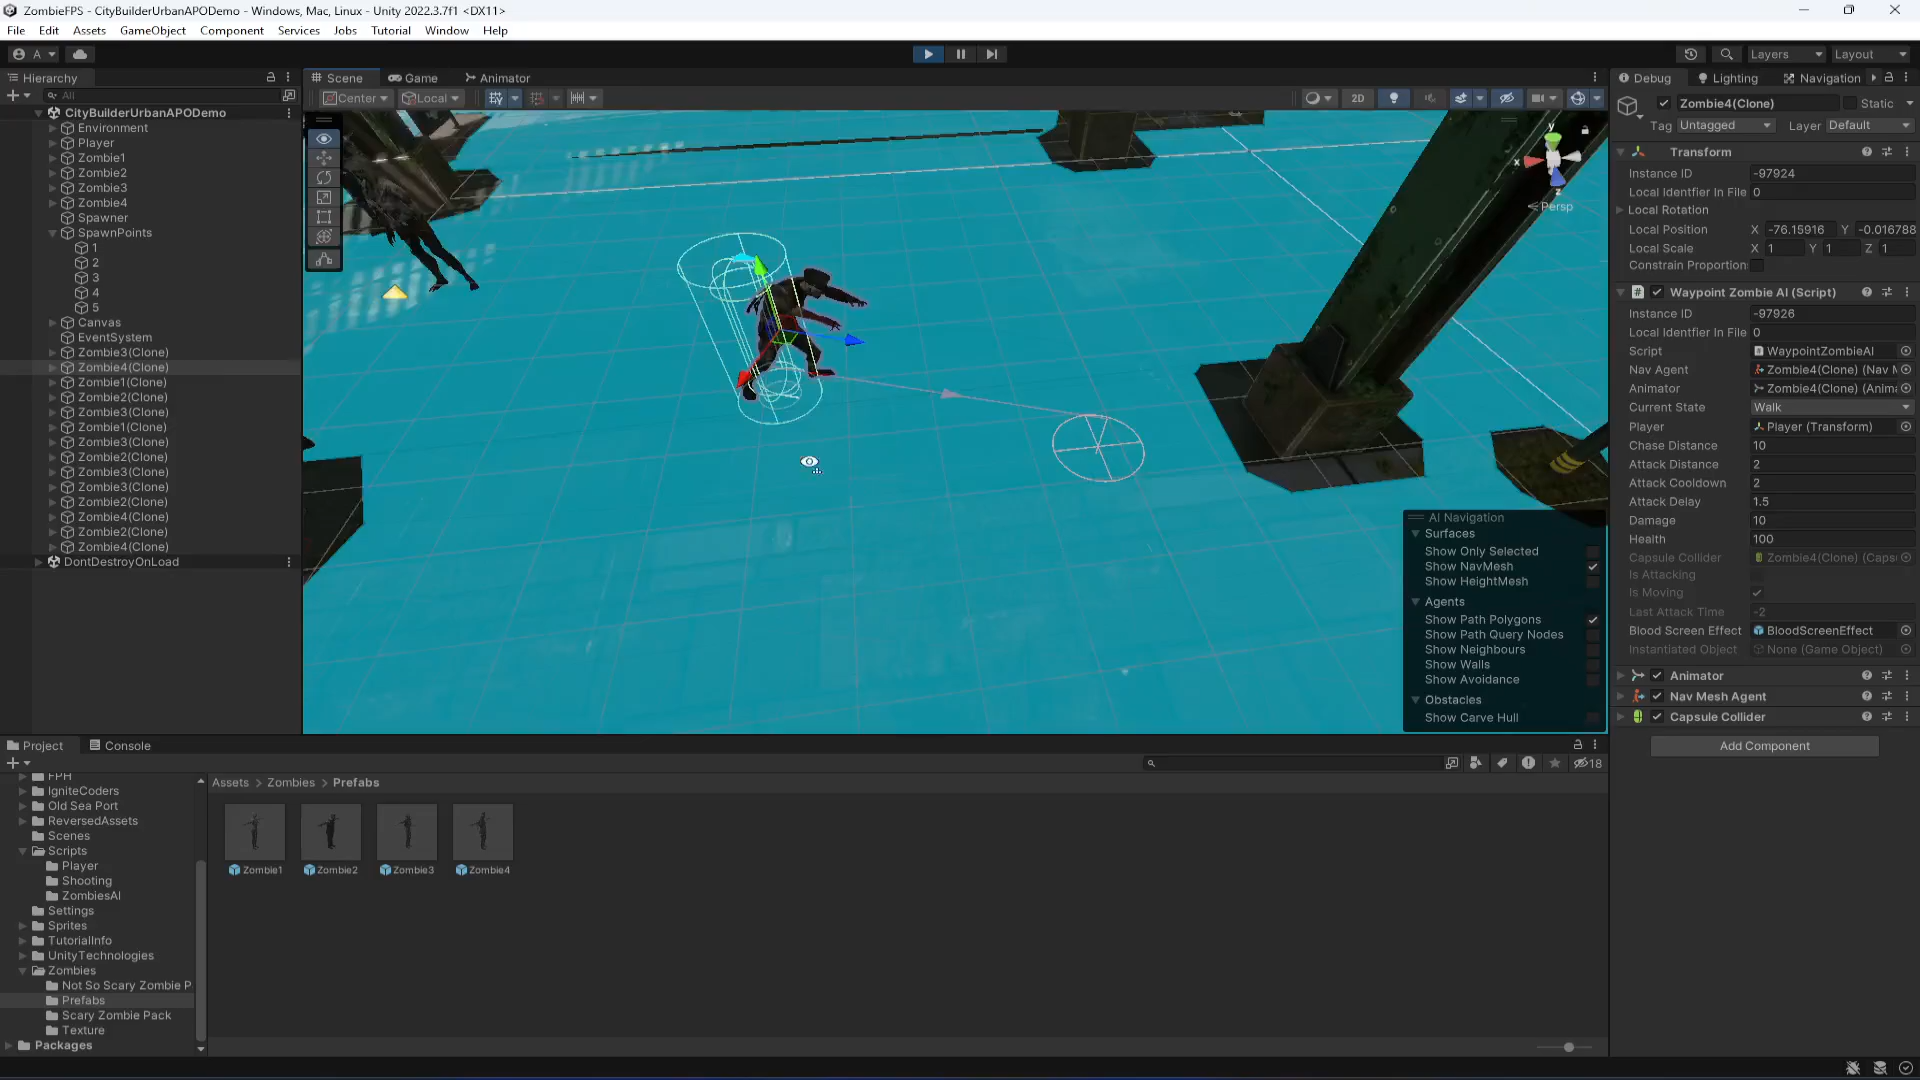 ZombieFPS - CityBuilderUrbanAPODemo - Windows, Mac, Linux - Unity 2022.3.7f1 <DX11>
File Edit Assets GameObject Component Services Jobs Tutorial Window Help
A Layers Layout
Hierarchy
All
CityBuilderUrbanAPODemo
Environment
Player
Zombie1
Zombie2
Zombie3
Zombie4
Spawner
SpawnPoints
1
2
3
4
5
Canvas
EventSystem
Zombie3(Clone)
Zombie4(Clone)
Zombie1(Clone)
Zombie2(Clone)
Zombie3(Clone)
Zombie1(Clone)
Zombie3(Clone)
Zombie2(Clone)
Zombie3(Clone)
Zombie3(Clone)
Zombie2(Clone)
Zombie4(Clone)
Zombie2(Clone)
Zombie4(Clone)
DontDestroyOnLoad
Scene Game Animator
Center Local 2D
y
x
z
Persp
AI Navigation
Surfaces
Show Only Selected
Show NavMesh
Show HeightMesh
Agents
Show Path Polygons
Show Path Query Nodes
Show Neighbours
Show Walls
Show Avoidance
Obstacles
Show Carve Hull
Debug Lighting Navigation
Zombie4(Clone) Static
Tag Untagged Layer Default
Transform
Instance ID -97924
Local Identfier In File 0
Local Rotation
Local Position X -76.15916 Y -0.016788
Local Scale X 1 Y 1 Z 1
Constrain Proportion
Waypoint Zombie AI (Script)
Instance ID -97926
Local Identfier In File 0
Script WaypointZombieAI
Nav Agent Zombie4(Clone) (Nav M
Animator Zombie4(Clone) (Anima
Current State Walk
Player Player (Transform)
Chase Distance 10
Attack Distance 2
Attack Cooldown 2
Attack Delay 1.5
Damage 10
Health 100
Capsule Collider Zombie4(Clone) (Caps
Is Attacking
Is Moving
Last Attack Time -2
Blood Screen Effect BloodScreenEffect
Instantiated Object None (Game Object)
Animator
Nav Mesh Agent
Capsule Collider
Add Component
Project Console
18
FPH
IgniteCoders
Old Sea Port
ReversedAssets
Scenes
Scripts
Player
Shooting
ZombiesAI
Settings
Sprites
TutorialInfo
UnityTechnologies
Zombies
Not So Scary Zombie P
Prefabs
Scary Zombie Pack
Texture
Packages
Assets > Zombies > Prefabs
Zombie1 Zombie2 Zombie3 Zombie4